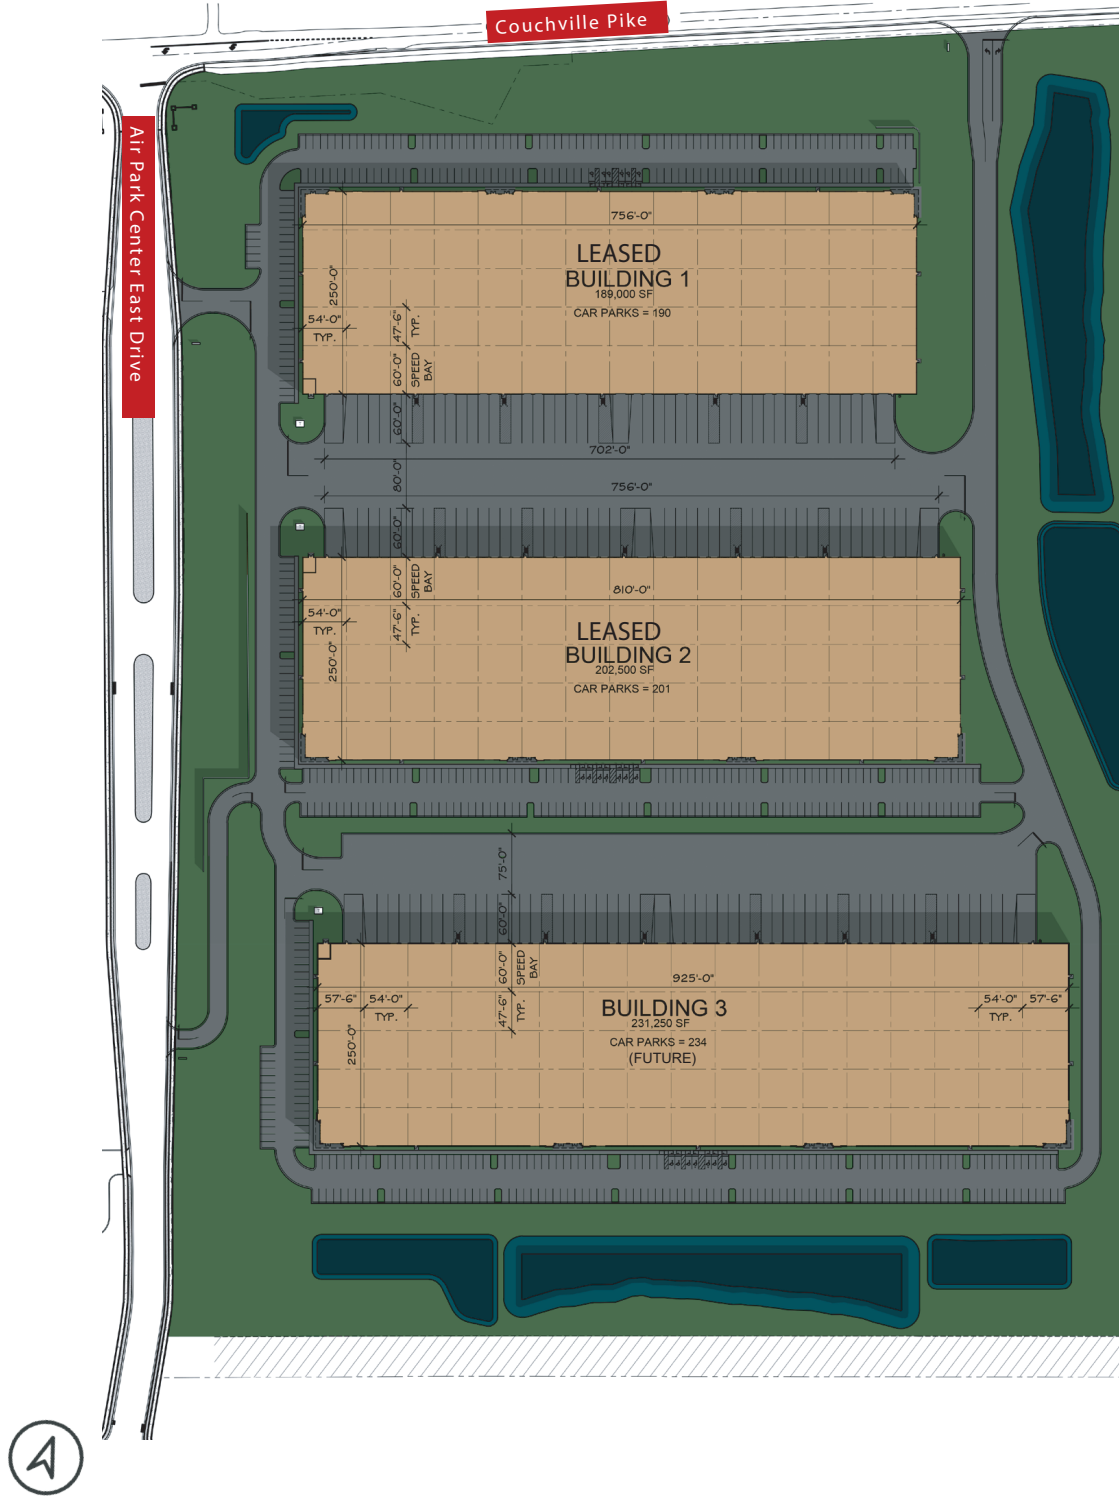 Couchville Pike
Air Park Center East Drive
756'-0"
LEASED
BUILDING 1
189,000 SF
CAR PARKS = 190
250'-0"
54'-0"
TYP.
47'-6"
TYP.
60'-0"
SPEED
BAY
60'-0"
702'-0"
80'-0"
756'-0"
60'-0"
60'-0"
SPEED
BAY
810'-0"
54'-0"
TYP.
47'-6"
TYP.
250'-0"
LEASED
BUILDING 2
202,500 SF
CAR PARKS = 201
75'-0"
60'-0"
60'-0"
SPEED
BAY
925'-0"
57'-6"
54'-0"
TYP.
47'-6"
TYP.
54'-0"
57'-6"
TYP.
250'-0"
BUILDING 3
231,250 SF
CAR PARKS = 234
(FUTURE)